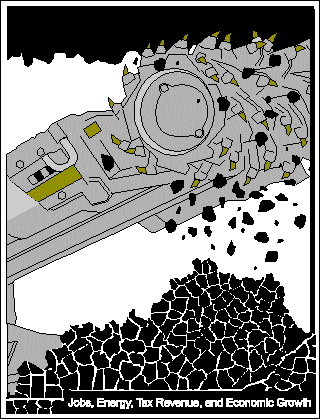 Jobs, Energy, Tax Revenue, and Economic Growth